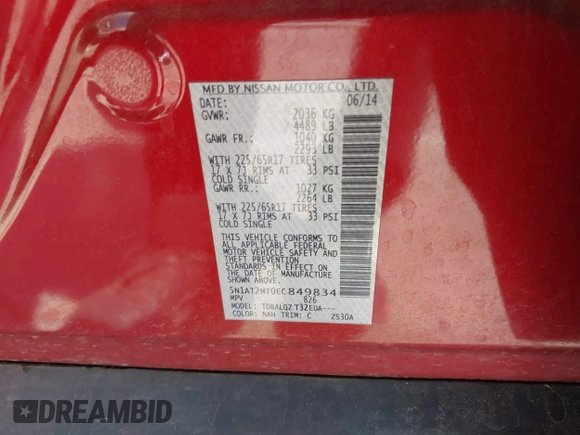 MFD BY NISSAN MOTOR CO., LTD.
DATE: 06/14
GVWR: 2036 KG
4489 LB
GAWR FR.: 1040 KG
2293 LB
WITH 225/65R17 TIRES
17 X 7J RIMS AT 33 PSI
COLD SINGLE
GAWR RR.: 1027 KG
2264 LB
WITH 225/65R17 TIRES
17 X 7J RIMS AT 33 PSI
COLD SINGLE
THIS VEHICLE CONFORMS TO
ALL APPLICABLE FEDERAL
MOTOR VEHICLE SAFETY AND
THEFT PREVENTION
STANDARDS IN EFFECT ON
THE DATE OF MANUFACTURE
SHOWN ABOVE.
5N1AT2MT0EC849834
MPV 826
MODEL: TDBALQZ T32EUA---
COLOR: NAH TRIM: C ZS30A
DREAMBID